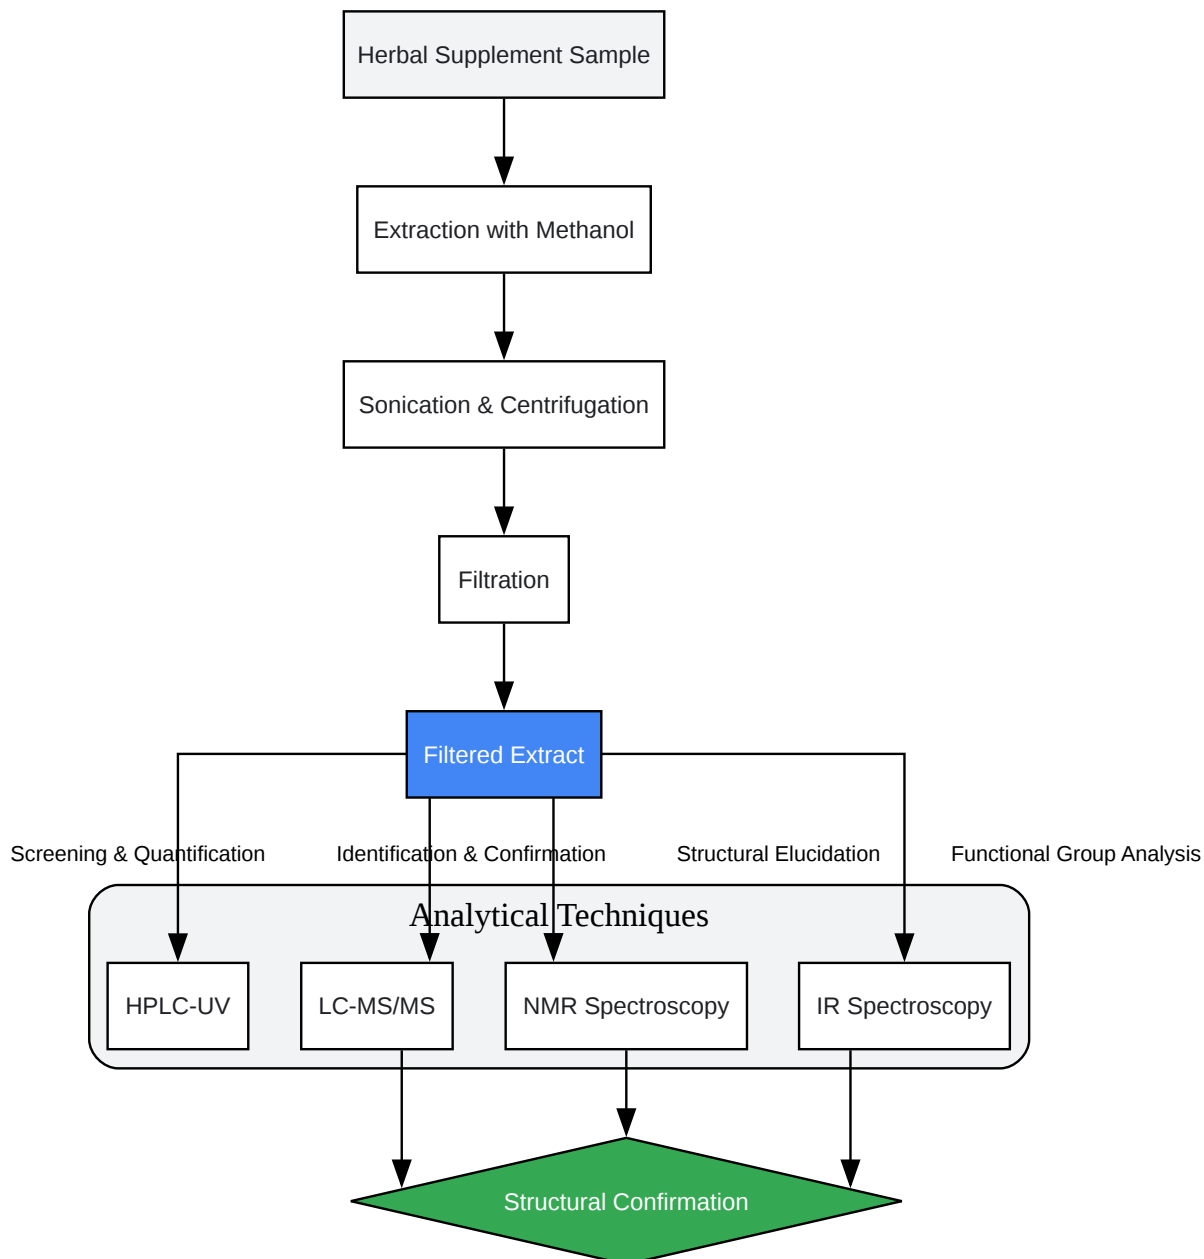 Herbal Supplement Sample
Extraction with Methanol
Sonication & Centrifugation
Filtration
Filtered Extract
Screening & Quantification
Identification & Confirmation
Structural Elucidation
Functional Group Analysis
Analytical Techniques
HPLC-UV
LC-MS/MS
NMR Spectroscopy
IR Spectroscopy
Structural Confirmation